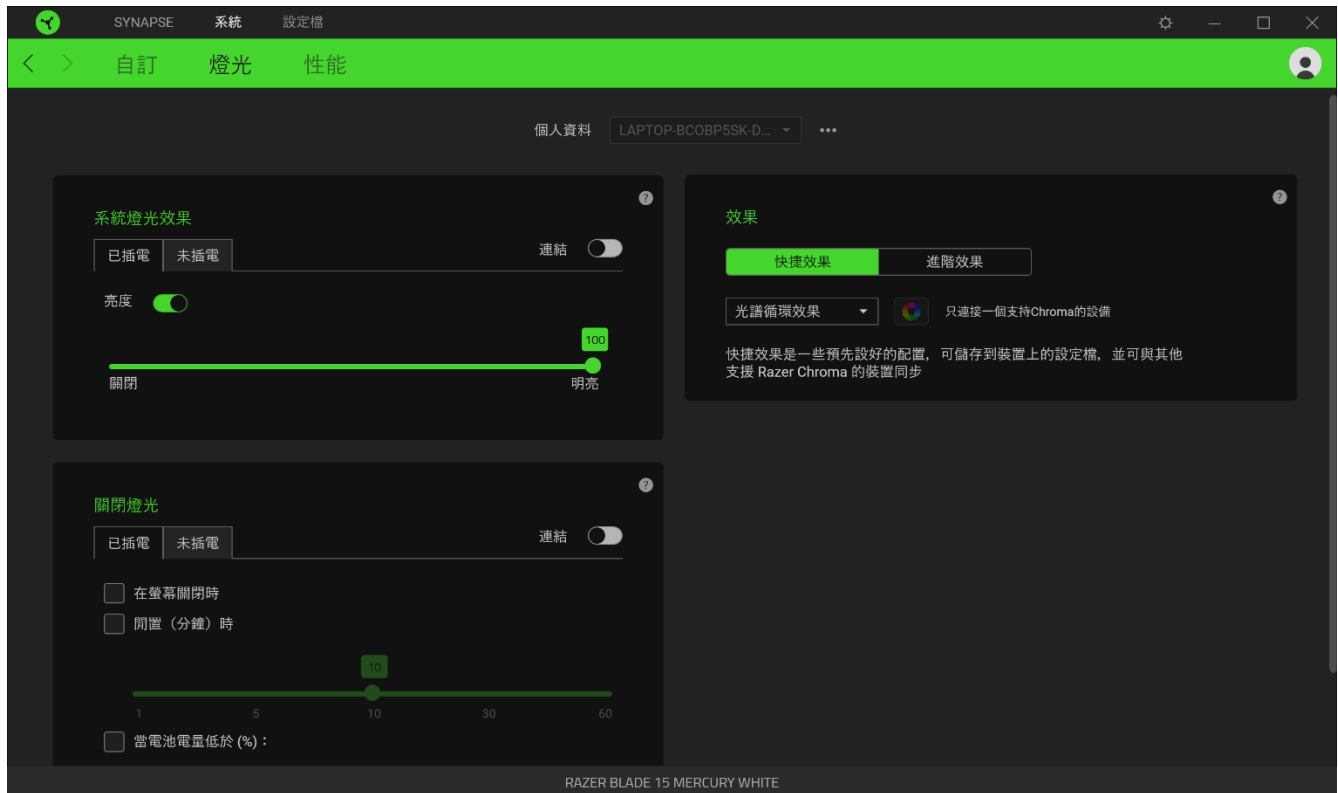 SYNAPSE 系統 設定檔
自訂 燈光 性能
個人資料 LAPTOP-BCOBP5SK-D...
系統燈光效果
已插電 未插電 連結
亮度
100
關閉 明亮
效果
快捷效果 進階效果
光譜循環效果 只連接一個支持Chroma的設備
快捷效果是一些預先設好的配置，可儲存到裝置上的設定檔，並可與其他
支援 Razer Chroma 的裝置同步
關閉燈光
已插電 未插電 連結
在螢幕關閉時
閒置（分鐘）時
10
1 5 10 30 60
當電池電量低於 (%)：
RAZER BLADE 15 MERCURY WHITE